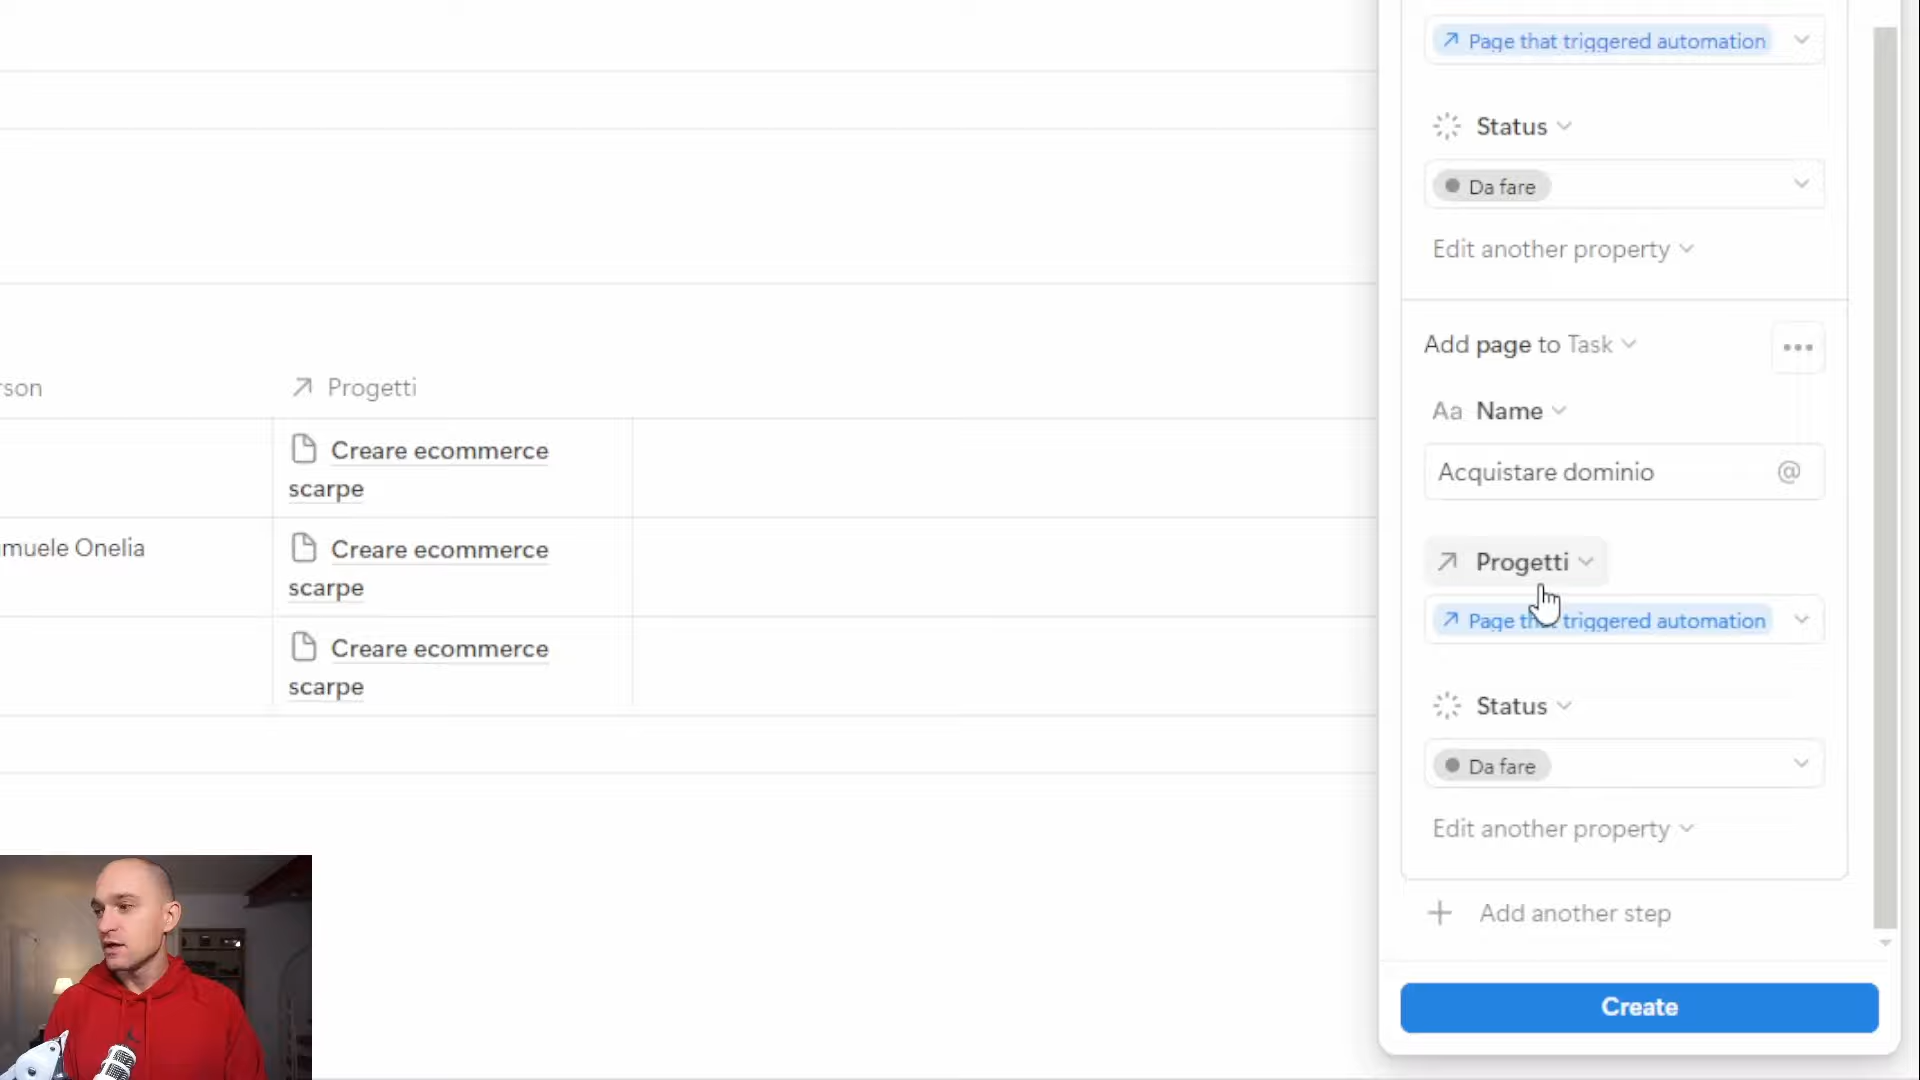 Page that triggered automation
Status
Da fare
Edit another property
Add page to Task
Aa Name
Acquistare dominio @
Progetti
Page that triggered automation
Status
Da fare
Edit another property
Add another step
Create
rson
Progetti
Creare ecommerce
scarpe
muele Onelia
Creare ecommerce
scarpe
Creare ecommerce
scarpe